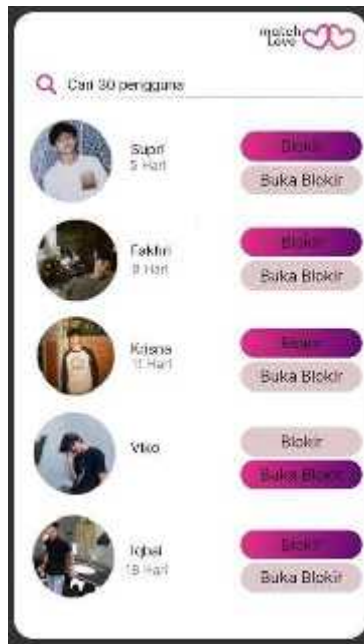 match
Love
Cari 30 pengguna
Supri
5 Hari
Blokir
Buka Blokir
Fakhri
8 Hari
Blokir
Buka Blokir
Krisna
11 Hari
Blokir
Buka Blokir
Viko
Blokir
Buka Blokir
Iqbal
18 Hari
Blokir
Buka Blokir